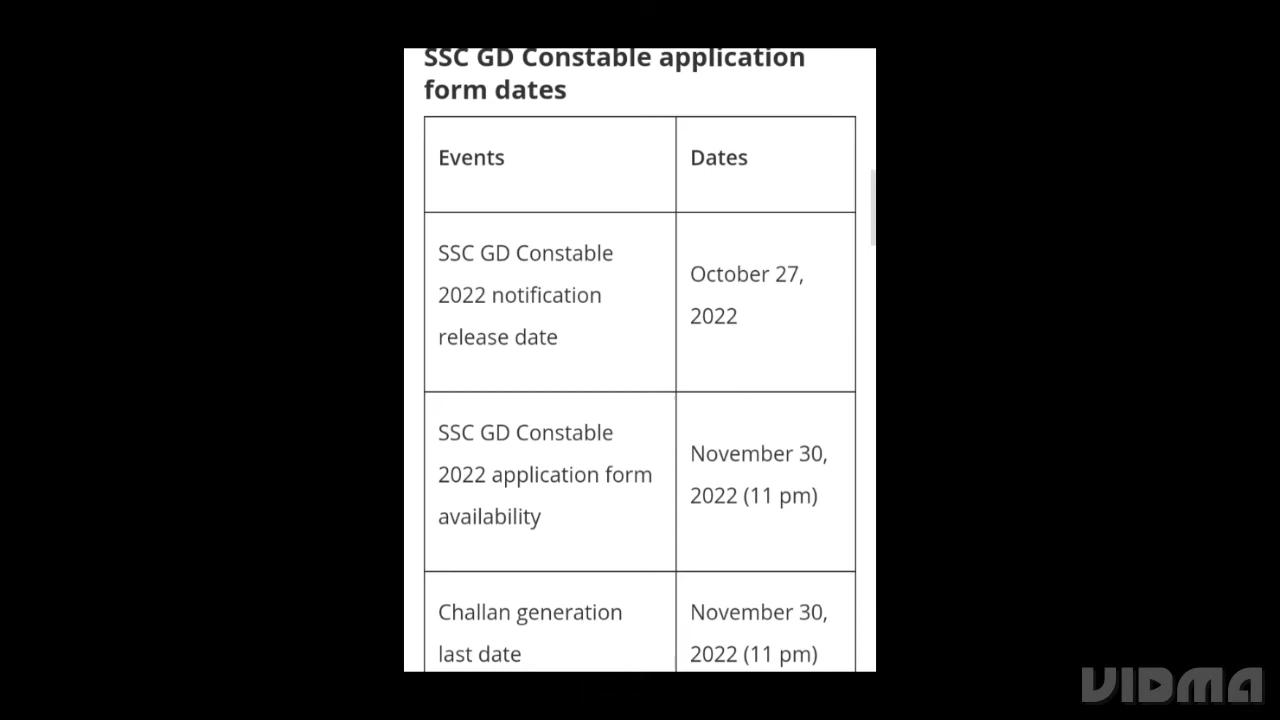 SSC GD Constable application
form dates
Events
Dates
SSC GD Constable
2022 notification
release date
October 27,
2022
SSC GD Constable
2022 application form
availability
November 30,
2022 (11 pm)
Challan generation
last date
November 30,
2022 (11 pm)
VIDMA